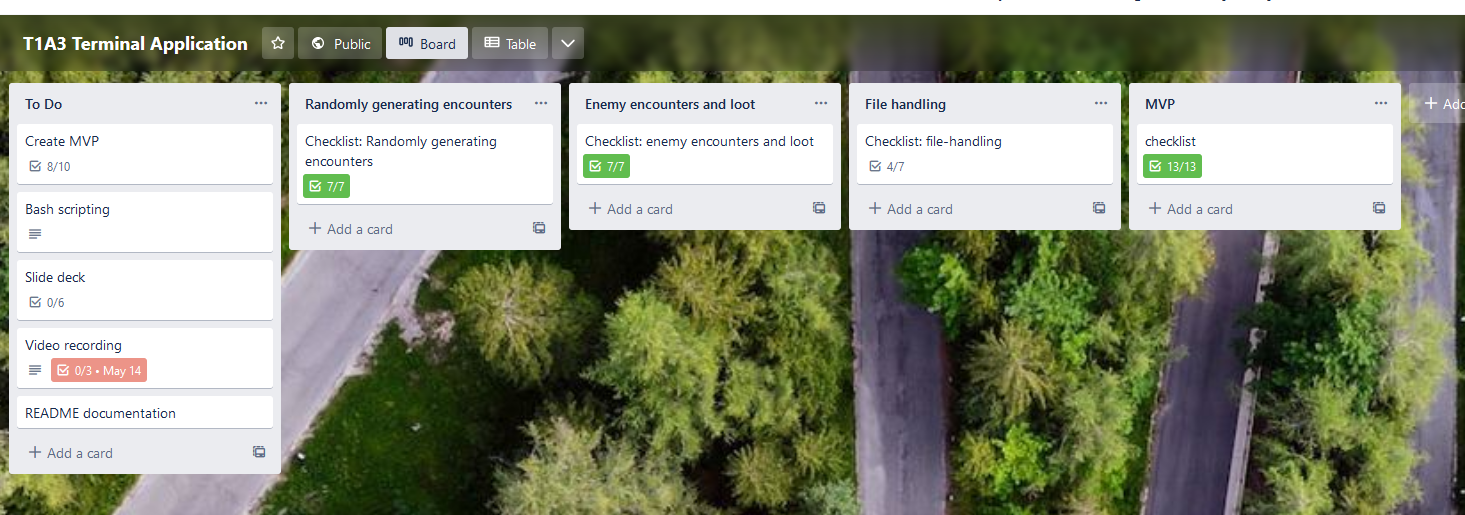 T1A3 Terminal Application
Public
Board
Table
To Do
Create MVP
8/10
Bash scripting
Slide deck
0/6
Video recording
0/3 • May 14
README documentation
+ Add a card
Randomly generating encounters
Checklist: Randomly generating
encounters
7/7
+ Add a card
Enemy encounters and loot
Checklist: enemy encounters and loot
7/7
+ Add a card
File handling
Checklist: file-handling
4/7
+ Add a card
MVP
checklist
13/13
+ Add a card
+ Add